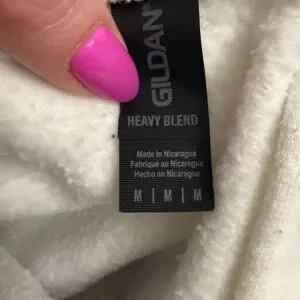 GILDAN
HEAVY BLEND
Made in Nicaragua
Fabriqué au Nicaragua
Hecho en Nicaragua
M | M | M